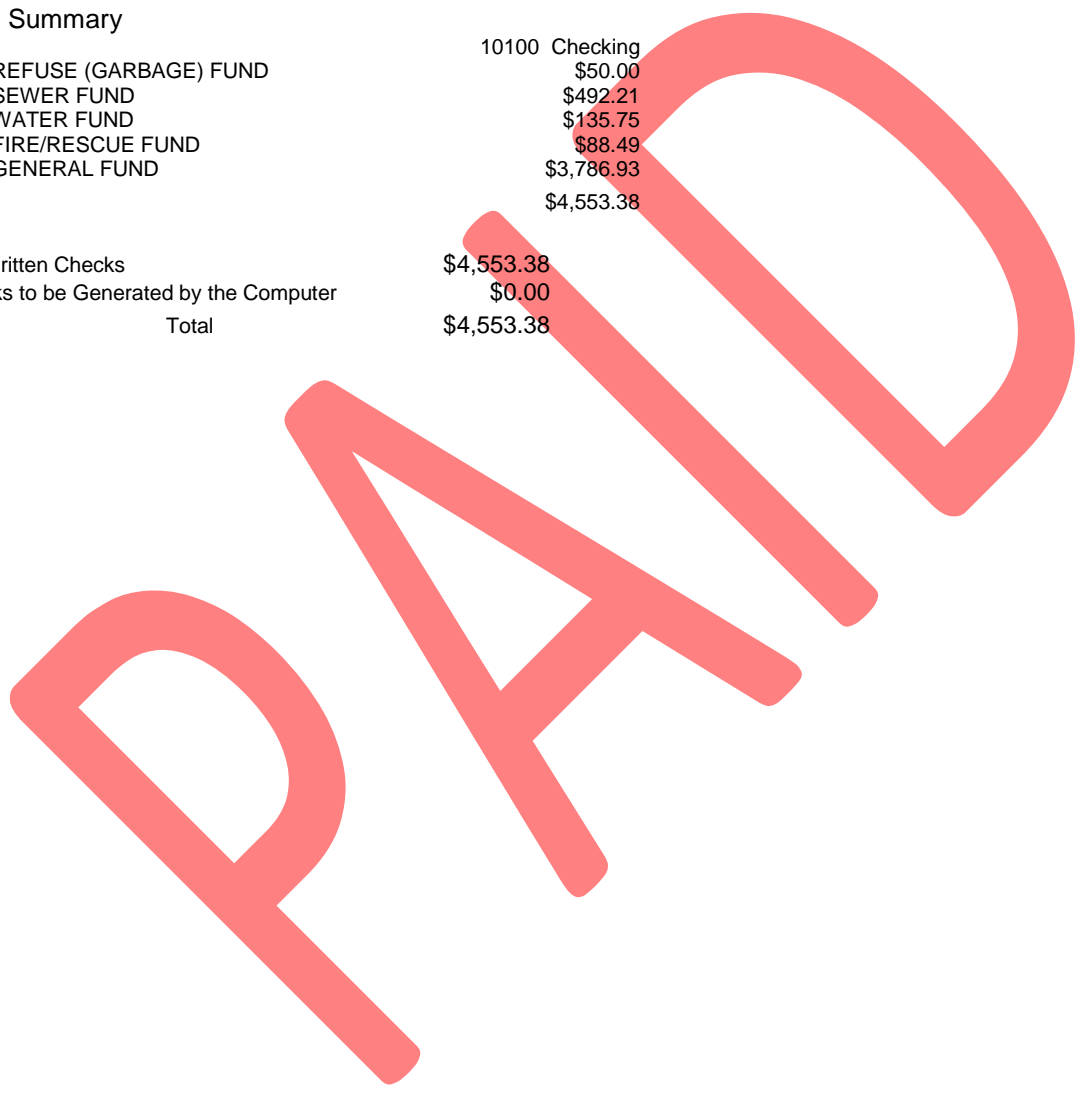 Summary
10100 Checking
REFUSE (GARBAGE) FUND $50.00
SEWER FUND $492.21
WATER FUND $135.75
FIRE/RESCUE FUND $88.49
GENERAL FUND $3,786.93
$4,553.38
ritten Checks $4,553.38
ks to be Generated by the Computer $0.00
Total $4,553.38
PAID